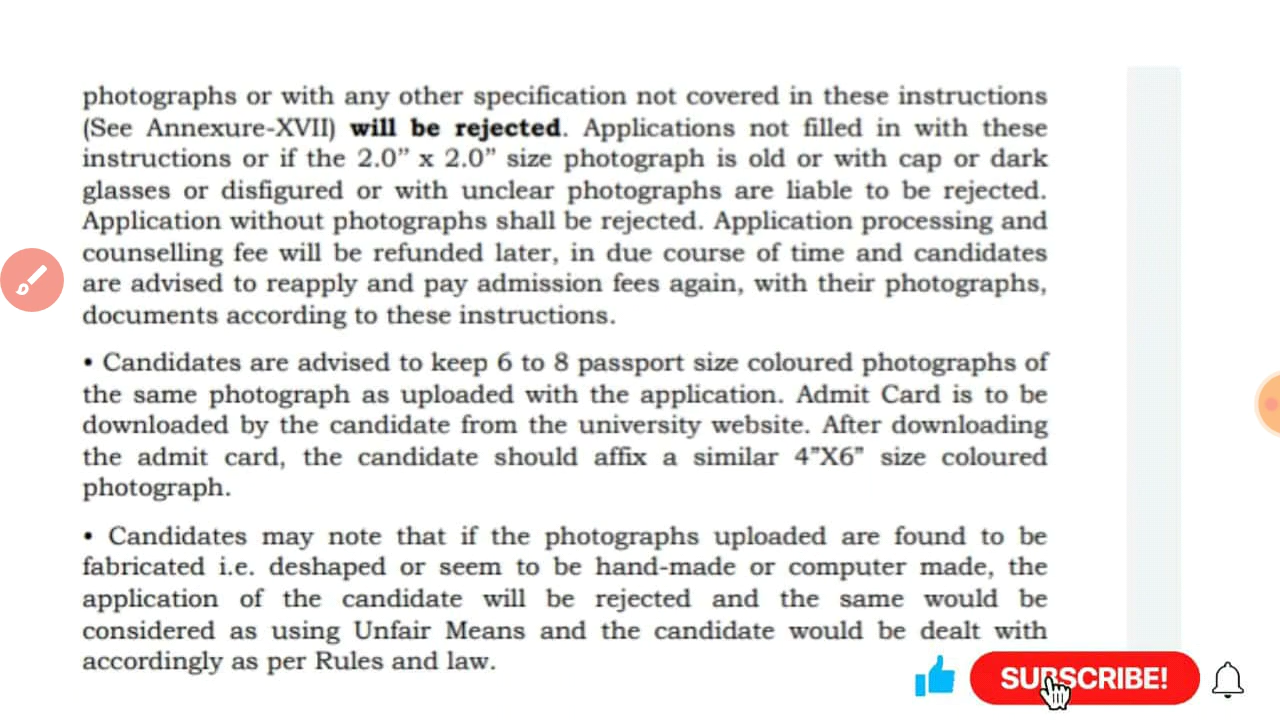 photographs or with any other specification not covered in these instructions
(See Annexure-XVII) will be rejected. Applications not filled in with these
instructions or if the 2.0” x 2.0” size photograph is old or with cap or dark
glasses or disfigured or with unclear photographs are liable to be rejected.
Application without photographs shall be rejected. Application processing and
counselling fee will be refunded later, in due course of time and candidates
are advised to reapply and pay admission fees again, with their photographs,
documents according to these instructions.
• Candidates are advised to keep 6 to 8 passport size coloured photographs of
the same photograph as uploaded with the application. Admit Card is to be
downloaded by the candidate from the university website. After downloading
the admit card, the candidate should affix a similar 4”X6” size coloured
photograph.
• Candidates may note that if the photographs uploaded are found to be
fabricated i.e. deshaped or seem to be hand-made or computer made, the
application of the candidate will be rejected and the same would be
considered as using Unfair Means and the candidate would be dealt with
accordingly as per Rules and law.
SUBSCRIBE!